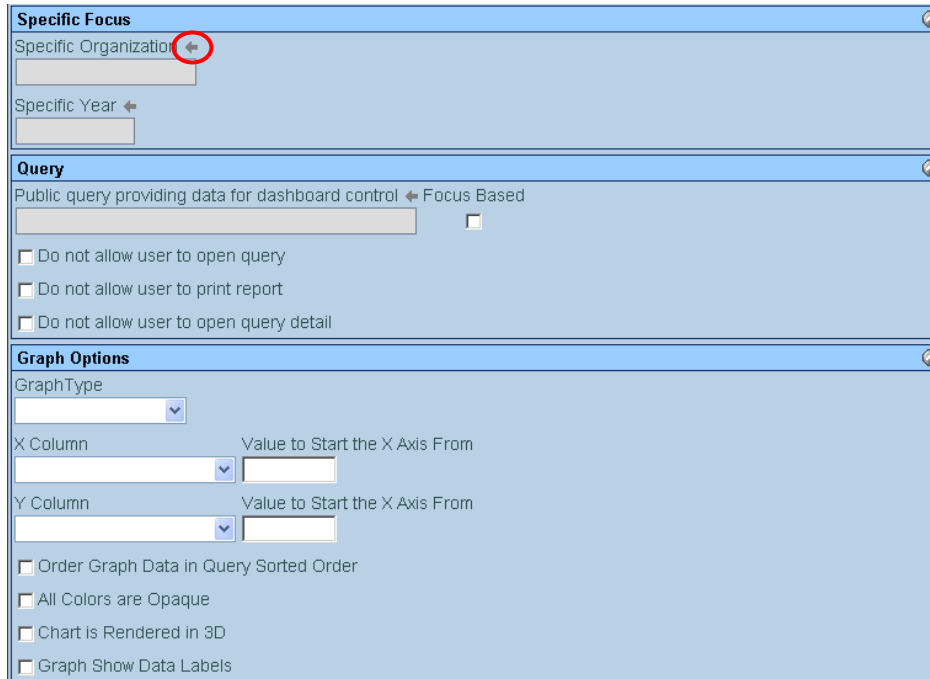 Specific Focus
Specific Organization
Specific Year
Query
Public query providing data for dashboard control Focus Based
Do not allow user to open query
Do not allow user to print report
Do not allow user to open query detail
Graph Options
GraphType
X Column Value to Start the X Axis From
Y Column Value to Start the X Axis From
Order Graph Data in Query Sorted Order
All Colors are Opaque
Chart is Rendered in 3D
Graph Show Data Labels